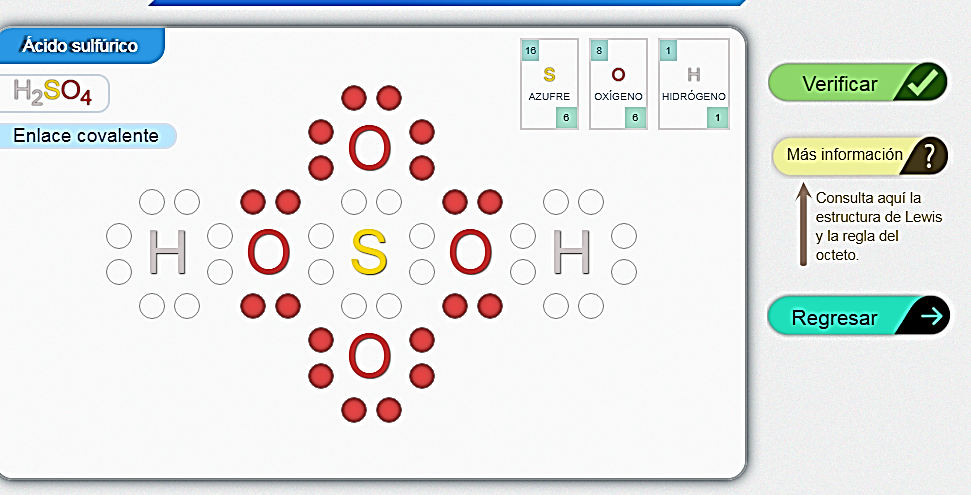 Ácido sulfúrico
H₂SO₄
Enlace covalente
16
S
AZUFRE
6
8
O
OXÍGENO
6
1
H
HIDRÓGENO
1
O
H O S O H
O
Verificar
Más información ?
Consulta aquí la
estructura de Lewis
y la regla del
octeto.
Regresar